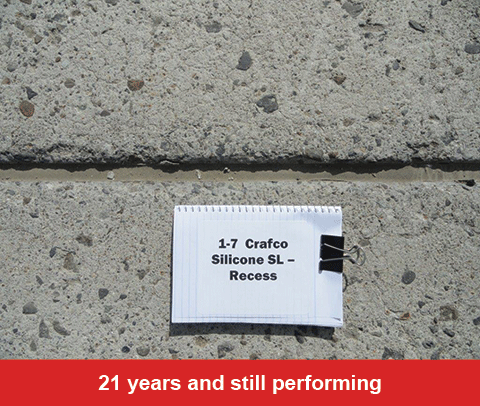 1-7 Crafco
Silicone SL –
Recess
21 years and still performing